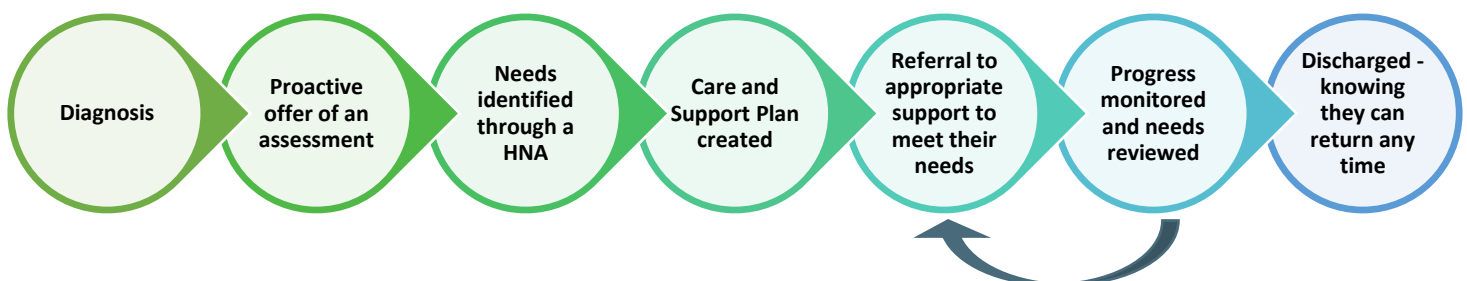 Diagnosis
Proactive
offer of an
assessment
Needs
identified
through a
HNA
Care and
Support Plan
created
Referral to
appropriate
support to
meet their
needs
Progress
monitored
and needs
reviewed
Discharged -
knowing
they can
return any
time